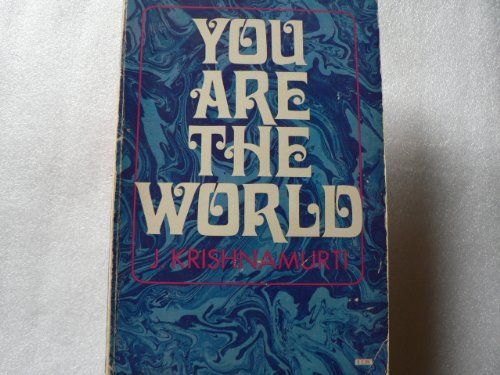 YOU
ARE
THE
WORLD
J. KRISHNAMURTI